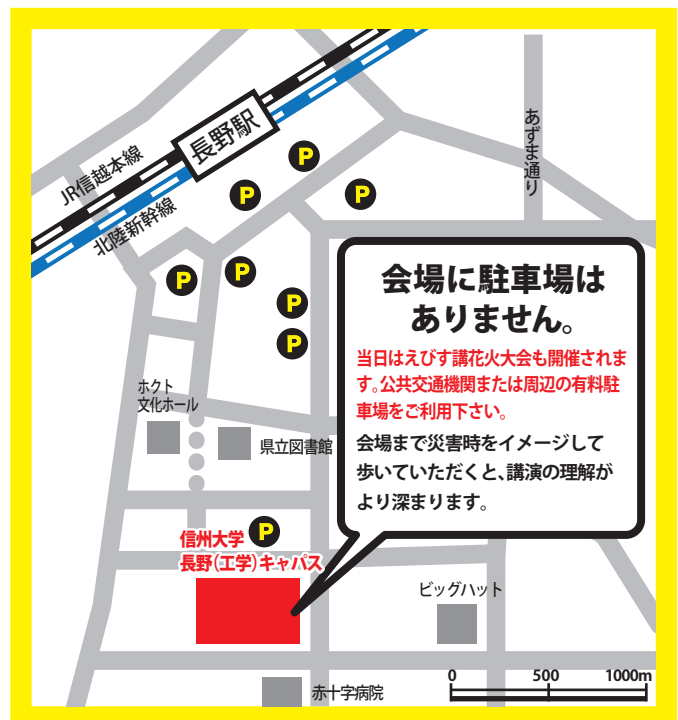 長野駅
JR信越本線
北陸新幹線
あずま通り
P
P
P
P
P
P
P
会場に駐車場は
ありません。
当日はえびす講花火大会も開催されま
す。公共交通機関または周辺の有料駐
車場をご利用下さい。
会場まで災害時をイメージして
歩いていただくと、講演の理解が
より深まります。
ホクト
文化ホール
県立図書館
P
信州大学
長野(工学)キャパス
ビッグハット
赤十字病院
0 500 1000m